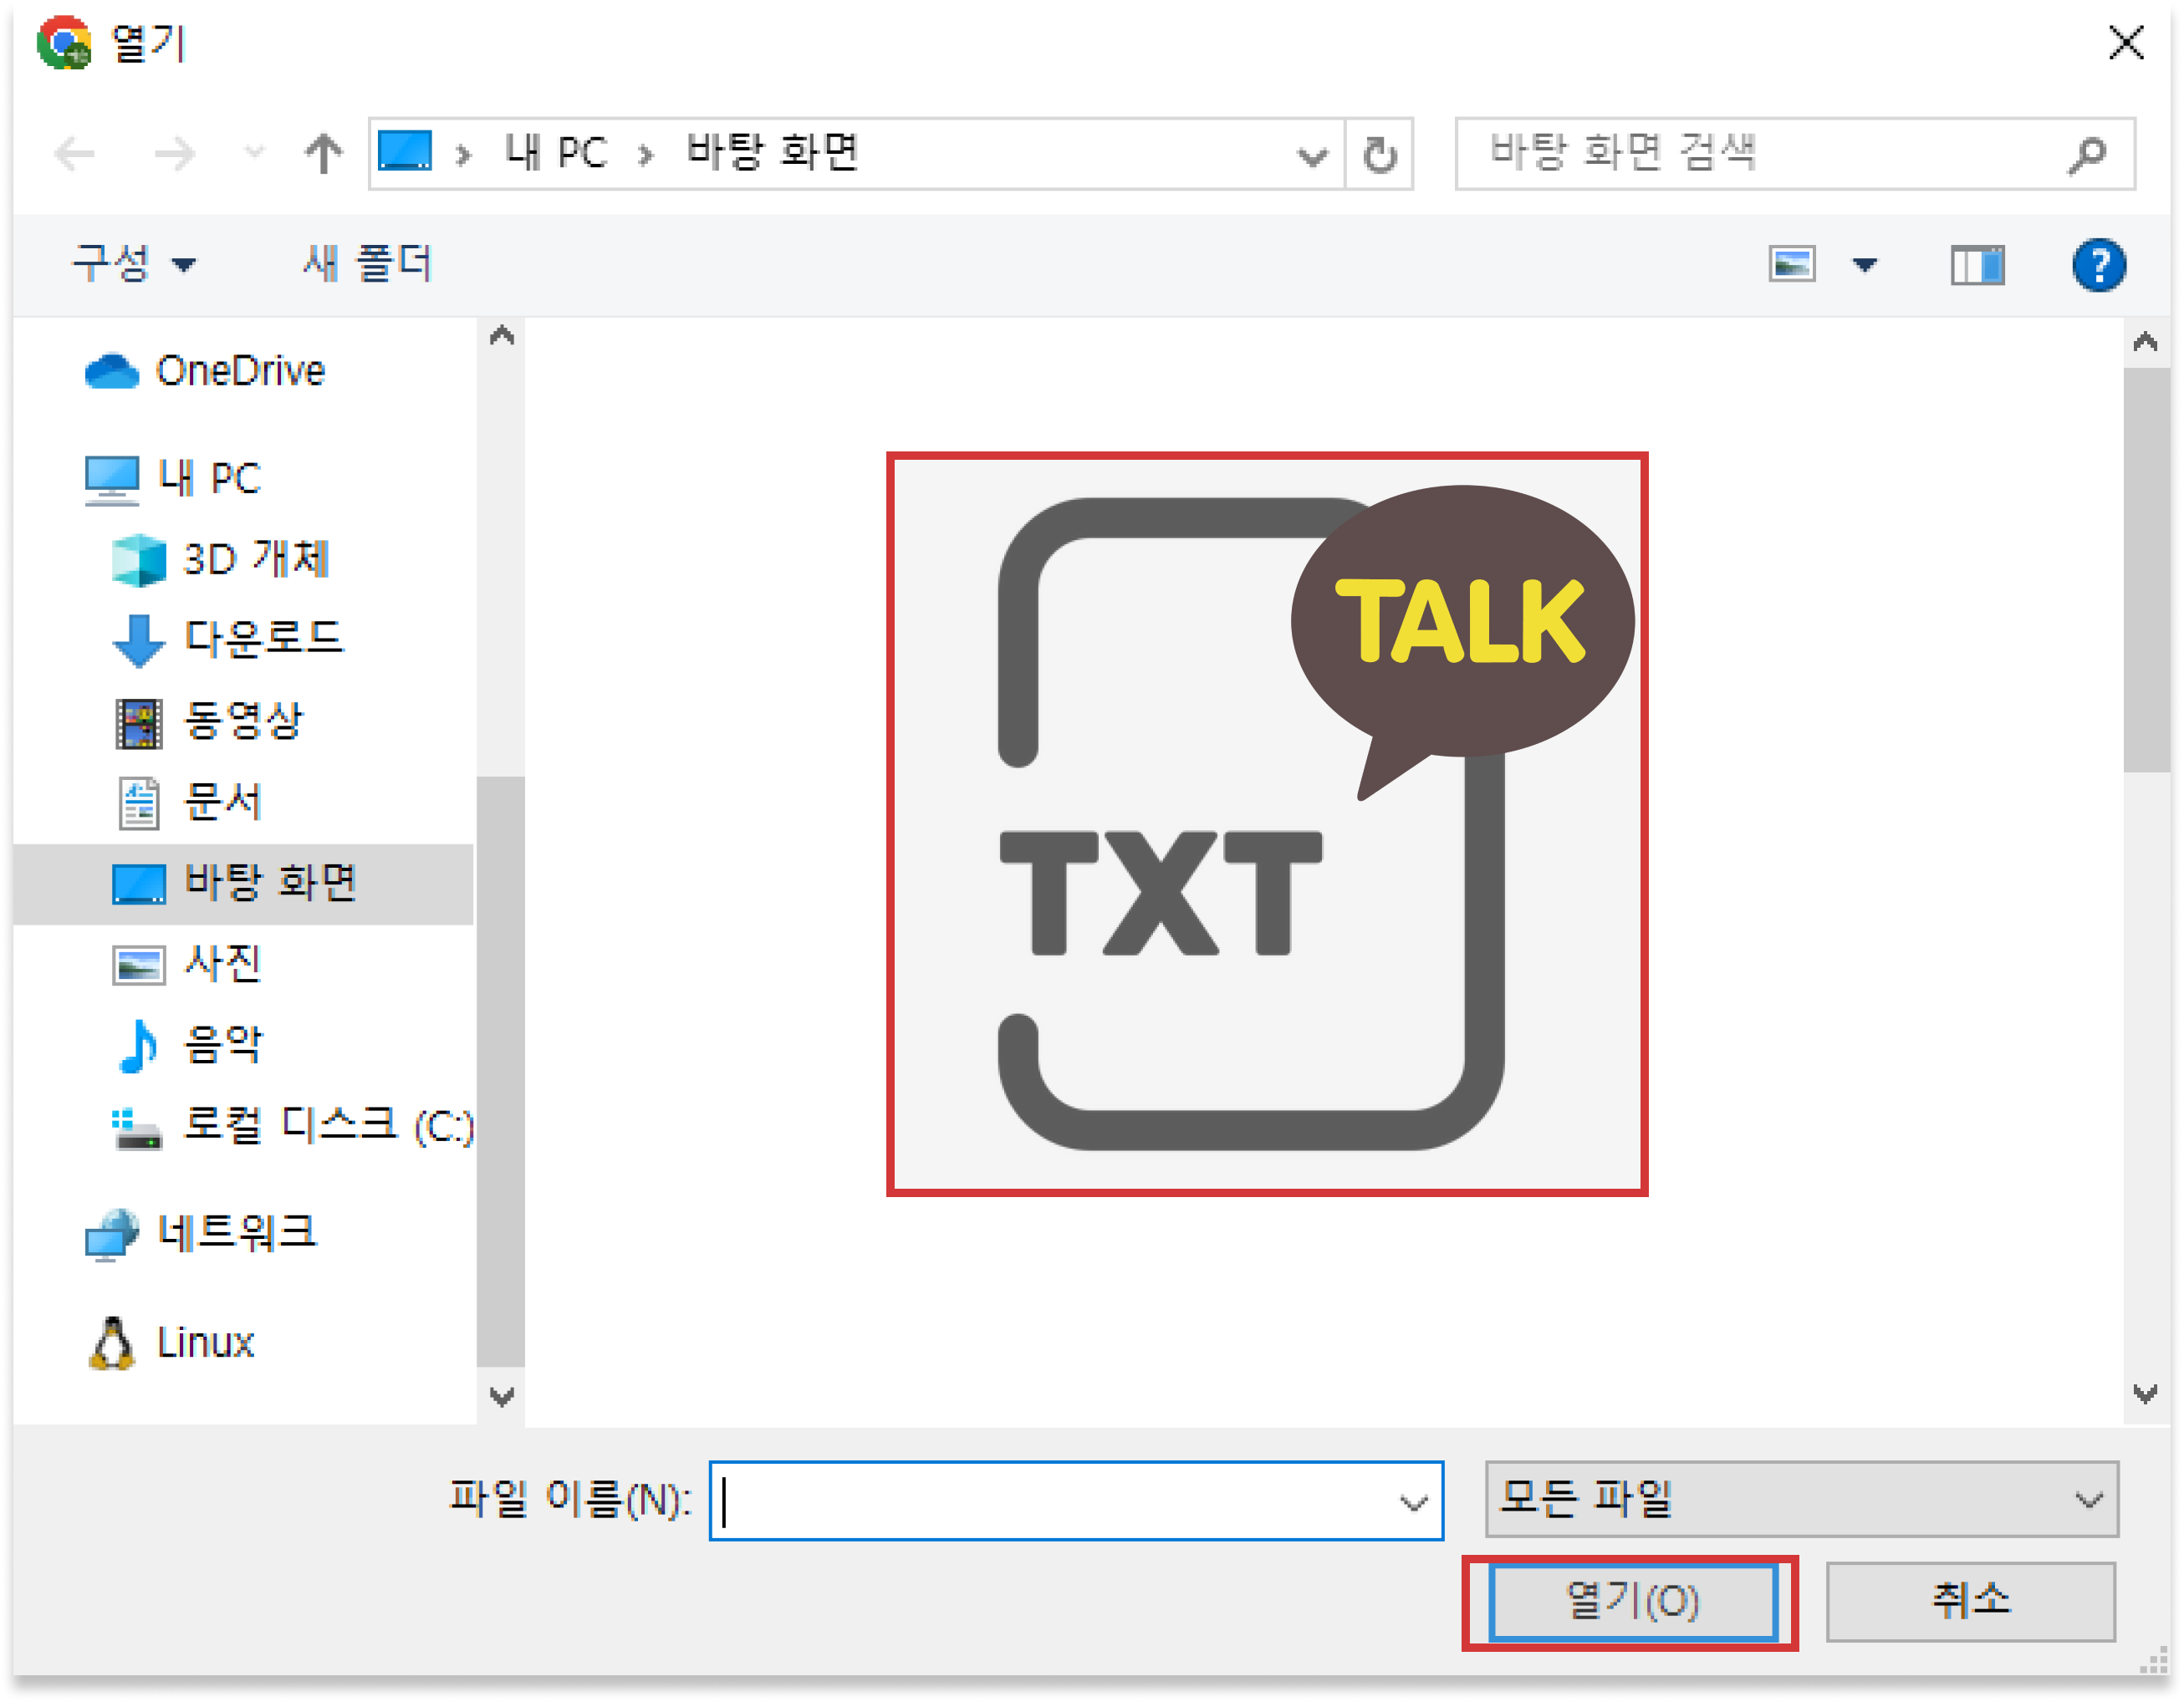 열기
내 PC 바탕 화면
바탕 화면 검색
구성 새 폴더
?
OneDrive
내 PC
3D 개체
다운로드
동영상
문서
바탕 화면
사진
음악
로컬 디스크 (C:)
네트워크
Linux
TALK
TXT
파일 이름(N):
모든 파일
열기(O)
취소